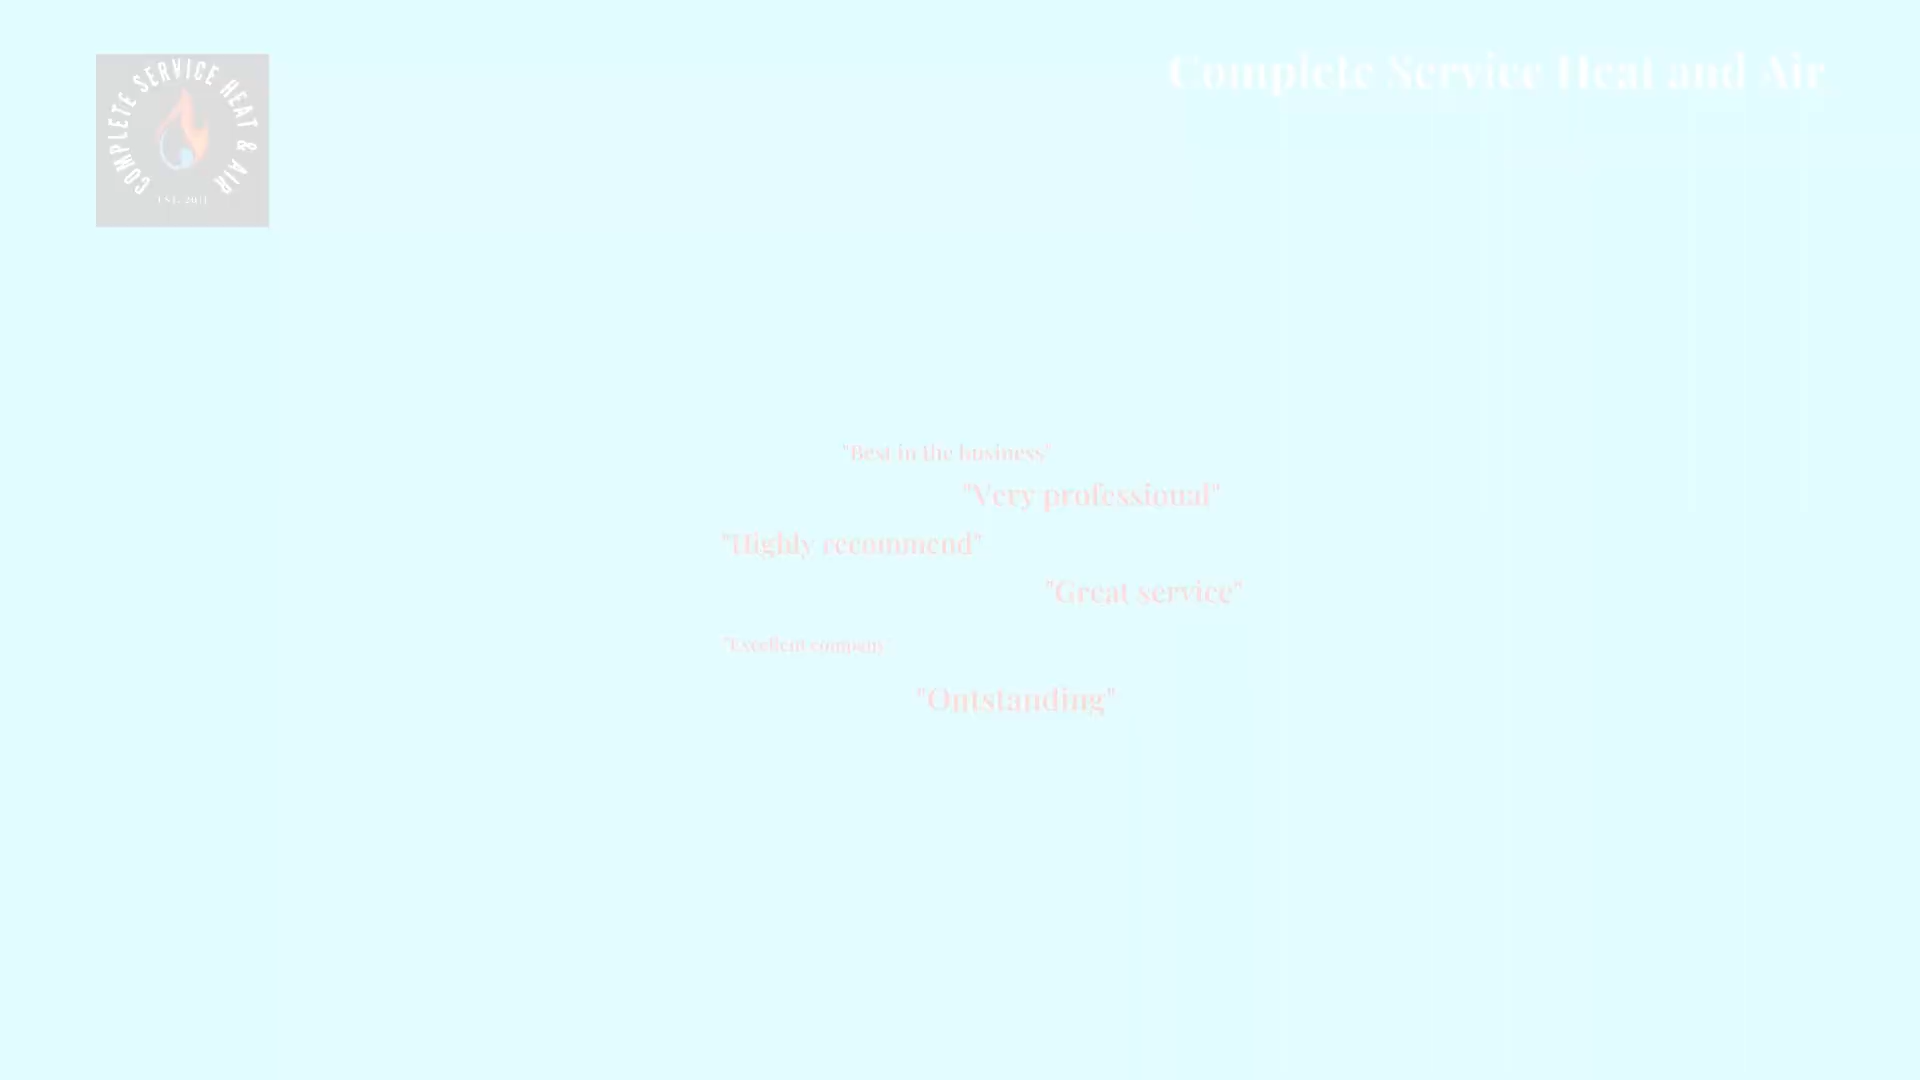 COMPLETE SERVICE HEAT & AIR
EST. 2011
Complete Service Heat and Air
"Best in the business"
"Very professional"
"Highly recommend"
"Great service"
"Excellent company"
"Outstanding"